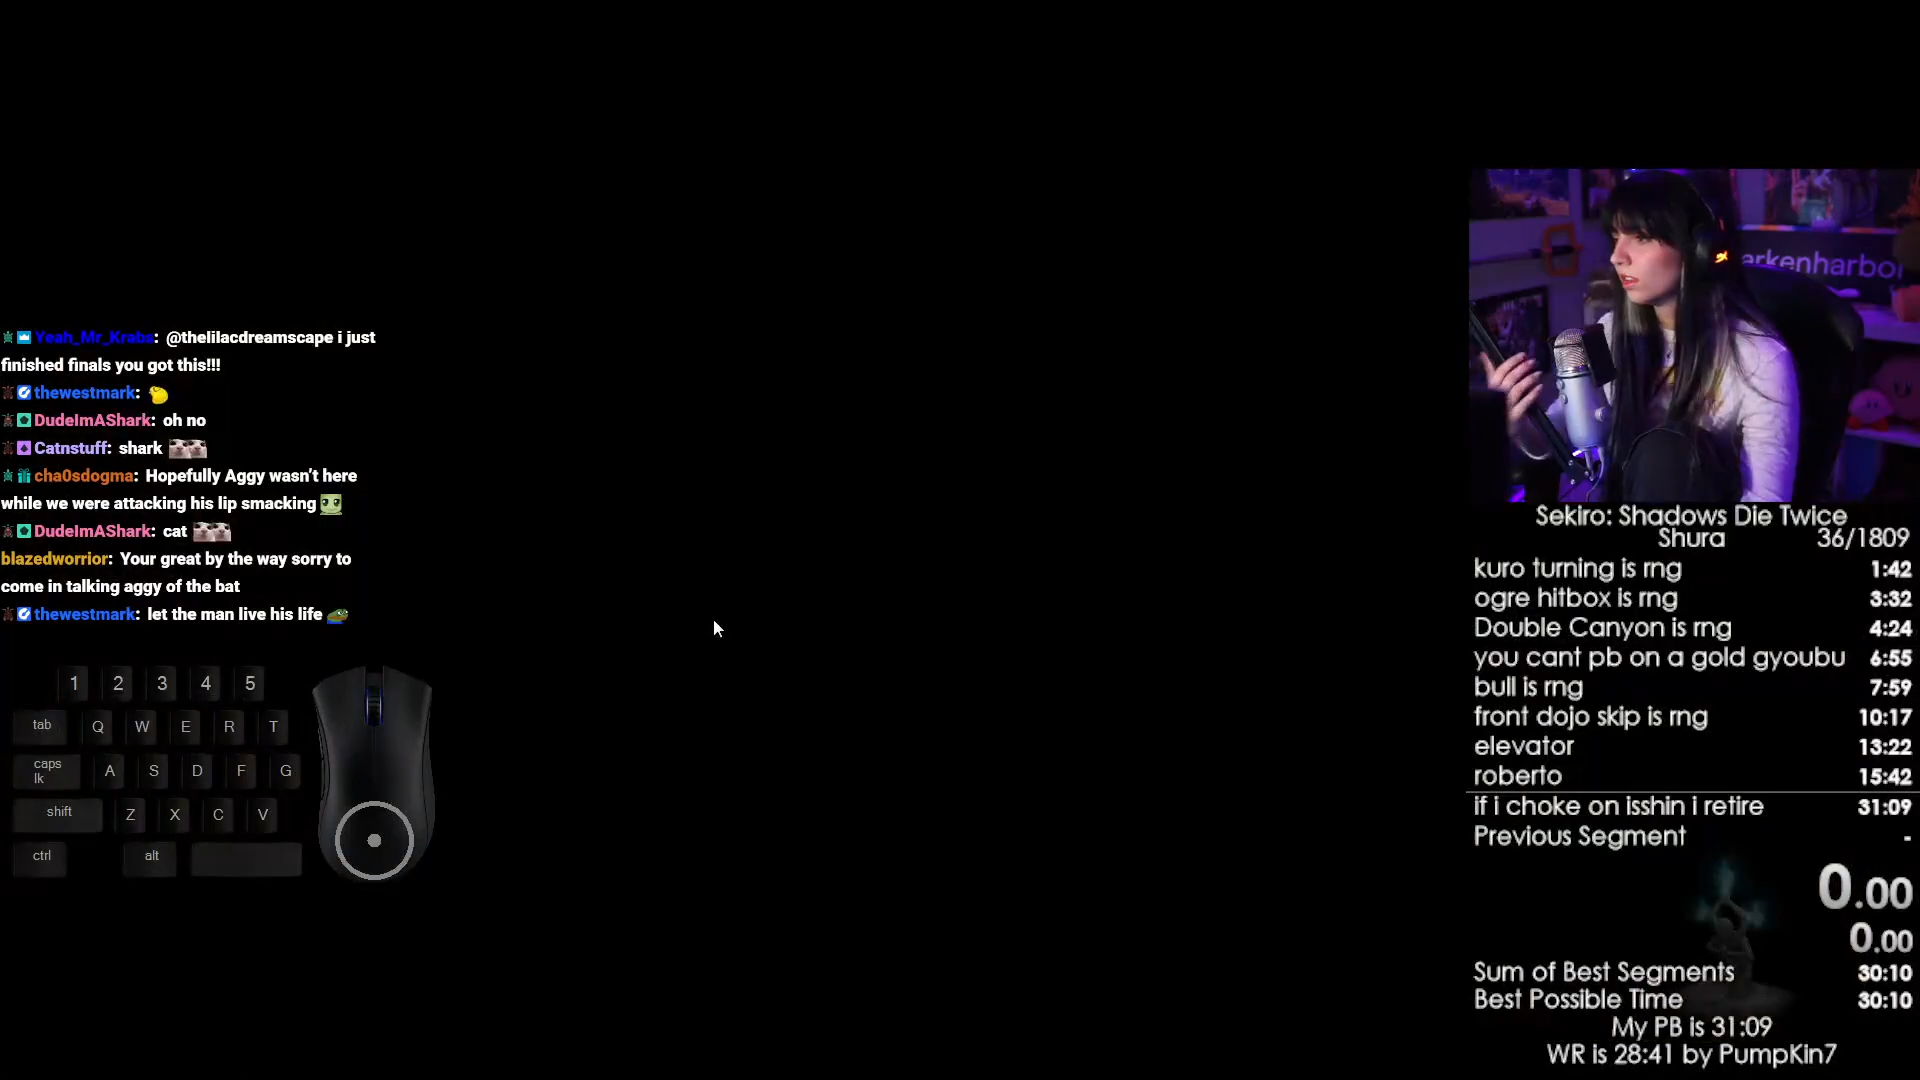 Yeah_Mr_Krabs: @thelilacdreamscape i just
finished finals you got this!!!
thewestmark:
DudeImAShark: oh no
Catnstuff: shark
cha0sdogma: Hopefully Aggy wasn't here
while we were attacking his lip smacking
DudeImAShark: cat
blazedworrior: Your great by the way sorry to
come in talking aggy of the bat
thewestmark: let the man live his life
1 2 3 4 5
tab Q W E R T
caps lk A S D F G
shift Z X C V
ctrl alt
erkenharbor
Sekiro: Shadows Die Twice
Shura 36/1809
kuro turning is rng 1:42
ogre hitbox is rng 3:32
Double Canyon is rng 4:24
you cant pb on a gold gyoubu 6:55
bull is rng 7:59
front dojo skip is rng 10:17
elevator 13:22
roberto 15:42
if i choke on isshin i retire 31:09
Previous Segment -
0.00
0.00
Sum of Best Segments 30:10
Best Possible Time 30:10
My PB is 31:09
WR is 28:41 by PumpKin7